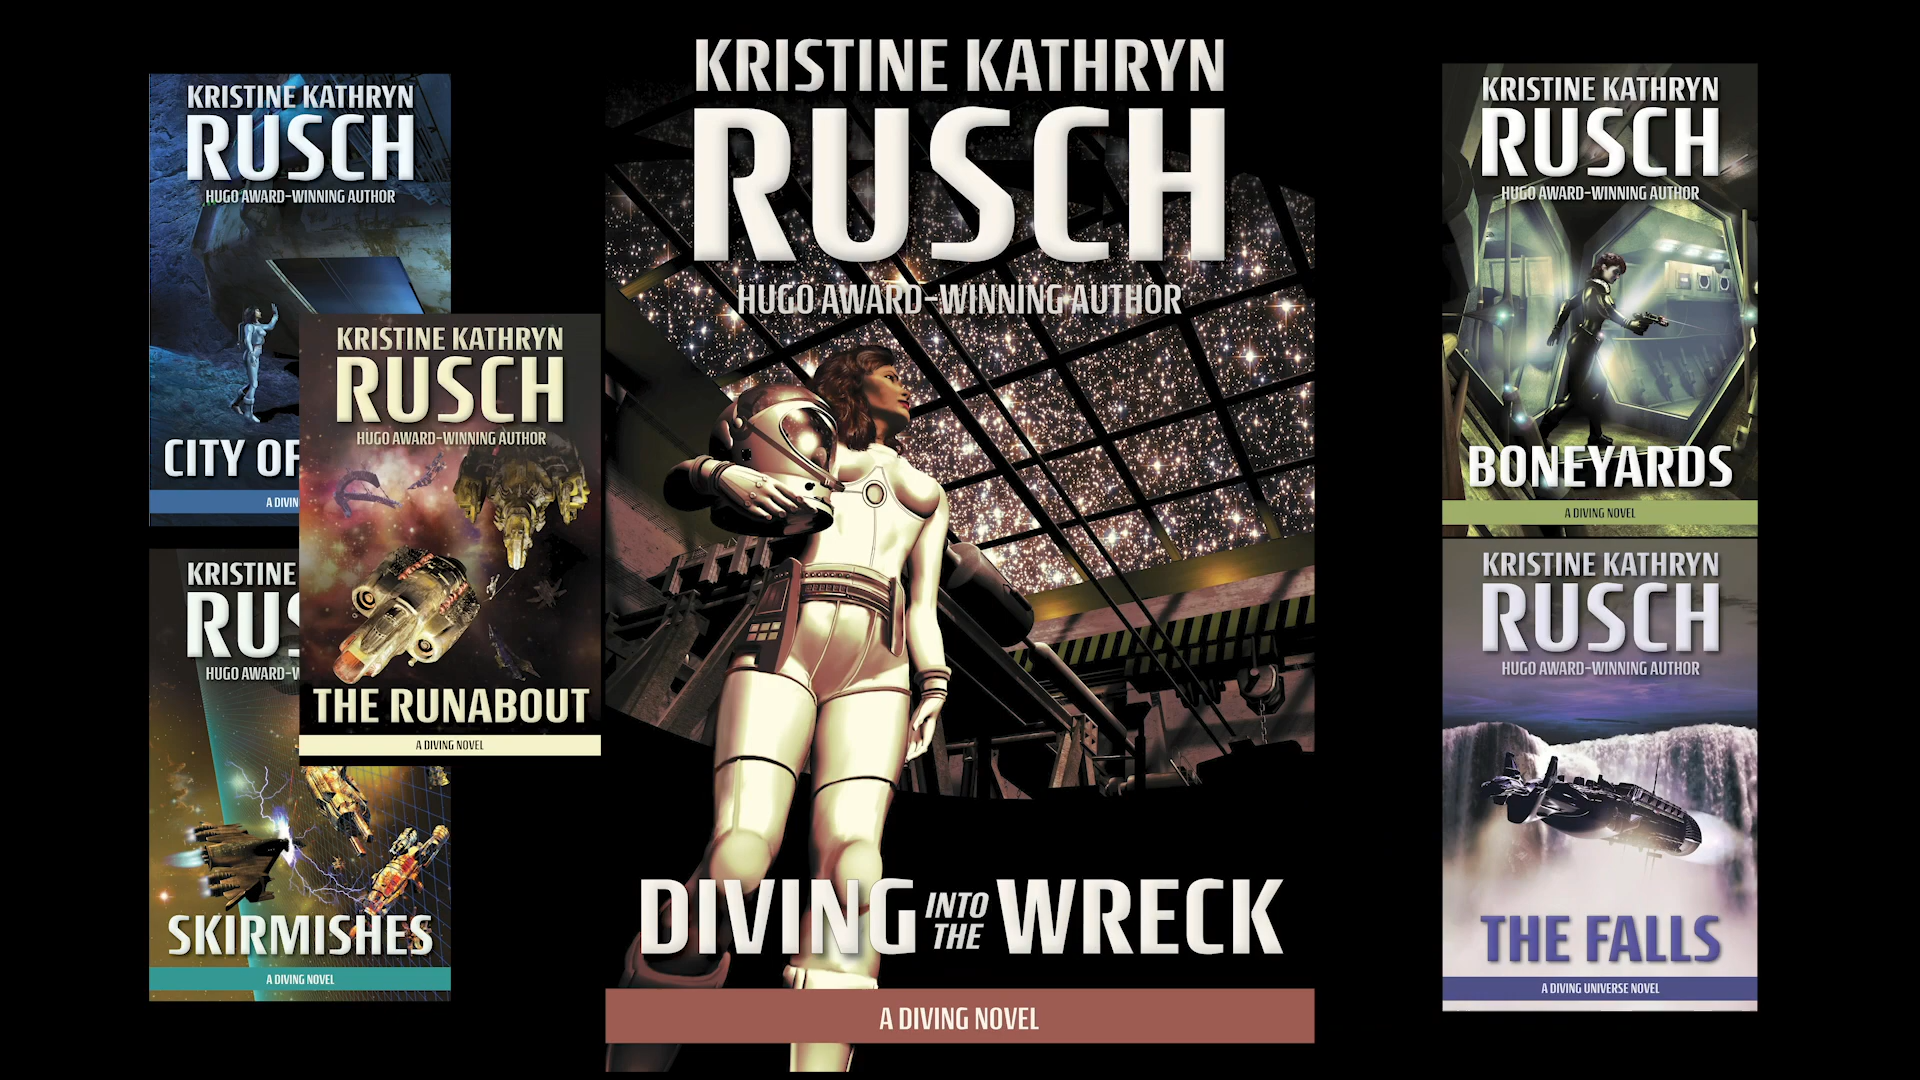 KRISTINE KATHRYN
RUSCH
HUGO AWARD-WINNING AUTHOR
CITY OF
A DIVIN
KRISTINE
RUS
HUGO AWARD-W
SKIRMISHES
A DIVING NOVEL
KRISTINE KATHRYN
RUSCH
HUGO AWARD-WINNING AUTHOR
THE RUNABOUT
A DIVING NOVEL
KRISTINE KATHRYN
RUSCH
HUGO AWARD-WINNING AUTHOR
DIVING INTO THE WRECK
A DIVING NOVEL
KRISTINE KATHRYN
RUSCH
HUGO AWARD-WINNING AUTHOR
BONEYARDS
A DIVING NOVEL
KRISTINE KATHRYN
RUSCH
HUGO AWARD-WINNING AUTHOR
THE FALLS
A DIVING UNIVERSE NOVEL